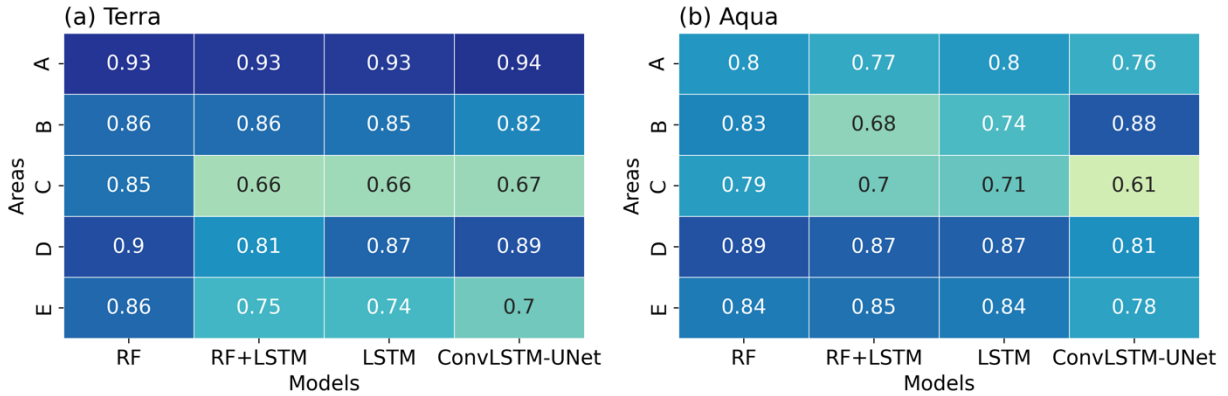 (a) Terra
Areas
A 0.93 0.93 0.93 0.94
B 0.86 0.86 0.85 0.82
C 0.85 0.66 0.66 0.67
D 0.9 0.81 0.87 0.89
E 0.86 0.75 0.74 0.7
RF RF+LSTM LSTM ConvLSTM-UNet
Models
(b) Aqua
Areas
A 0.8 0.77 0.8 0.76
B 0.83 0.68 0.74 0.88
C 0.79 0.7 0.71 0.61
D 0.89 0.87 0.87 0.81
E 0.84 0.85 0.84 0.78
RF RF+LSTM LSTM ConvLSTM-UNet
Models